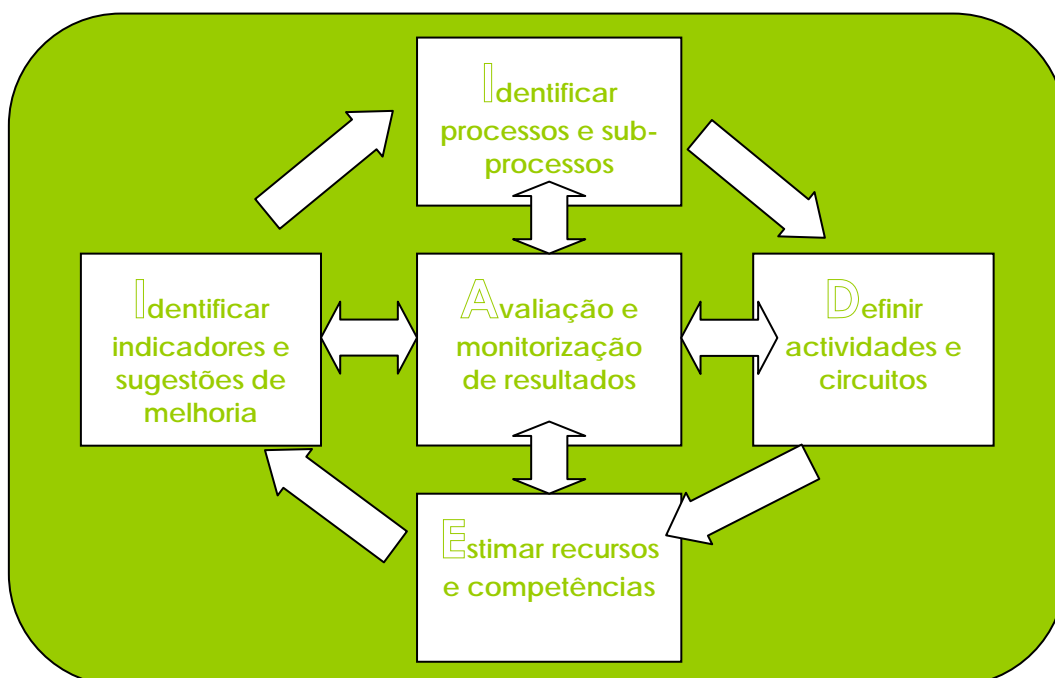 Identificar
processos e sub-
processos
Identificar
indicadores e
sugestões de
melhoria
Avaliação e
monitorização
de resultados
Definir
actividades e
circuitos
Estimar recursos
e competências